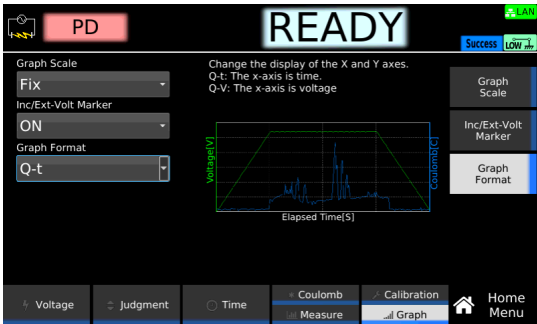 PD
READY
LAN
Success
LOW
Graph Scale
Fix
Inc/Ext-Volt Marker
ON
Graph Format
Q-t
Change the display of the X and Y axes.
Q-t: The x-axis is time.
Q-V: The x-axis is voltage
Voltage[V]
Coulomb[C]
Elapsed Time[S]
Graph
Scale
Inc/Ext-Volt
Marker
Graph
Format
Voltage
Judgment
Time
Coulomb
Measure
Calibration
Graph
Home
Menu